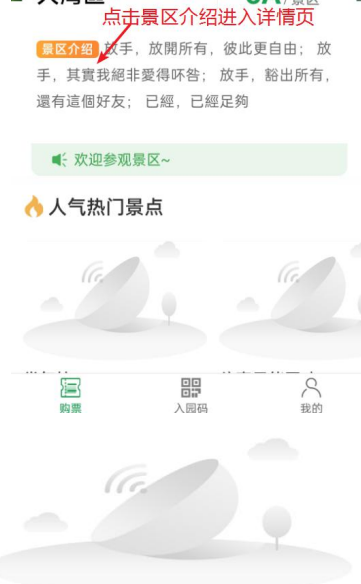 点击景区介绍进入详情页
景区介绍 放手，放開所有，彼此更自由； 放
手，其實我絕非愛得吥咎； 放手，豁出所有，
還有這個好友； 已經，已經足夠
欢迎参观景区~
人气热门景点
购票 入园码 我的